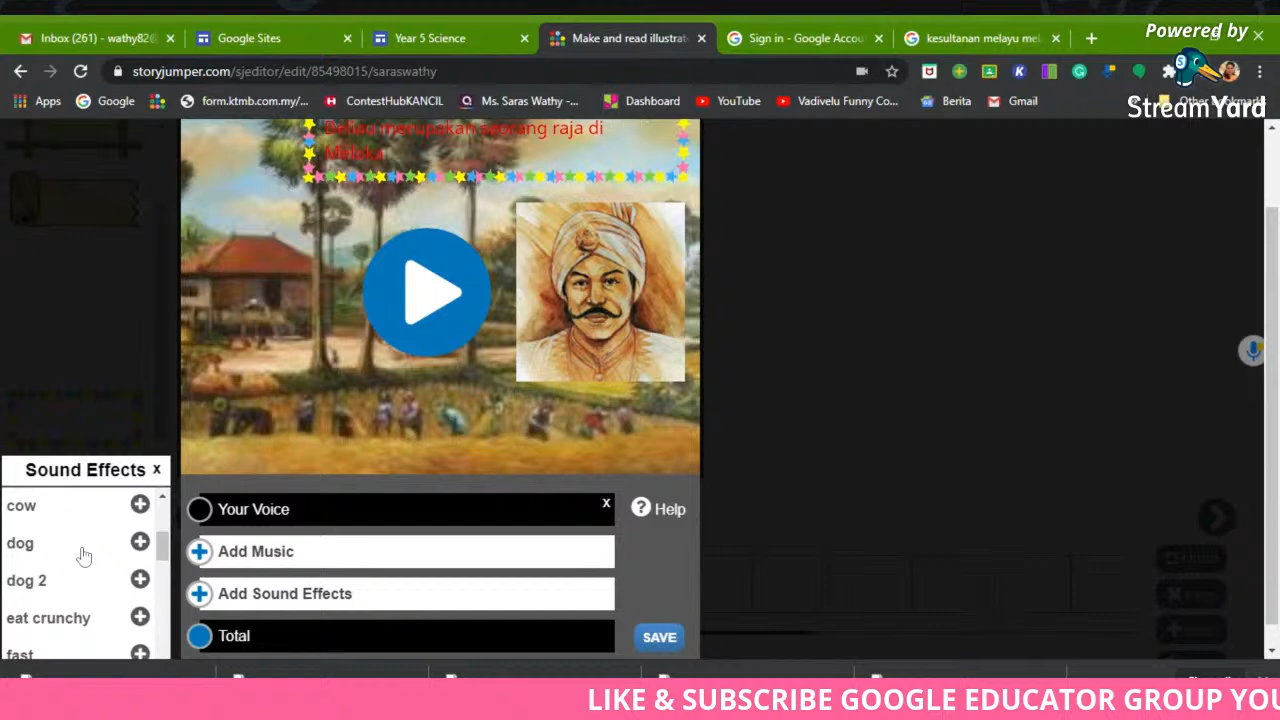 Powered by
StreamYard
Inbox (261) - wathy82
Google Sites
Year 5 Science
Make and read illustrat
Sign in - Google Accou
kesultanan melayu me
storyjumper.com/sjeditor/edit/85498015/saraswathy
Apps
Google
form.ktmb.com.my/...
ContestHubKANCIL
Ms. Saras Wathy -...
Dashboard
YouTube
Vadivelu Funny Co...
Berita
Gmail
Beliau merupakan seorang raja di
Melaka
Sound Effects x
cow
dog
dog 2
eat crunchy
fast
Your Voice x
? Help
Add Music
Add Sound Effects
Total
SAVE
LIKE & SUBSCRIBE GOOGLE EDUCATOR GROUP YOU